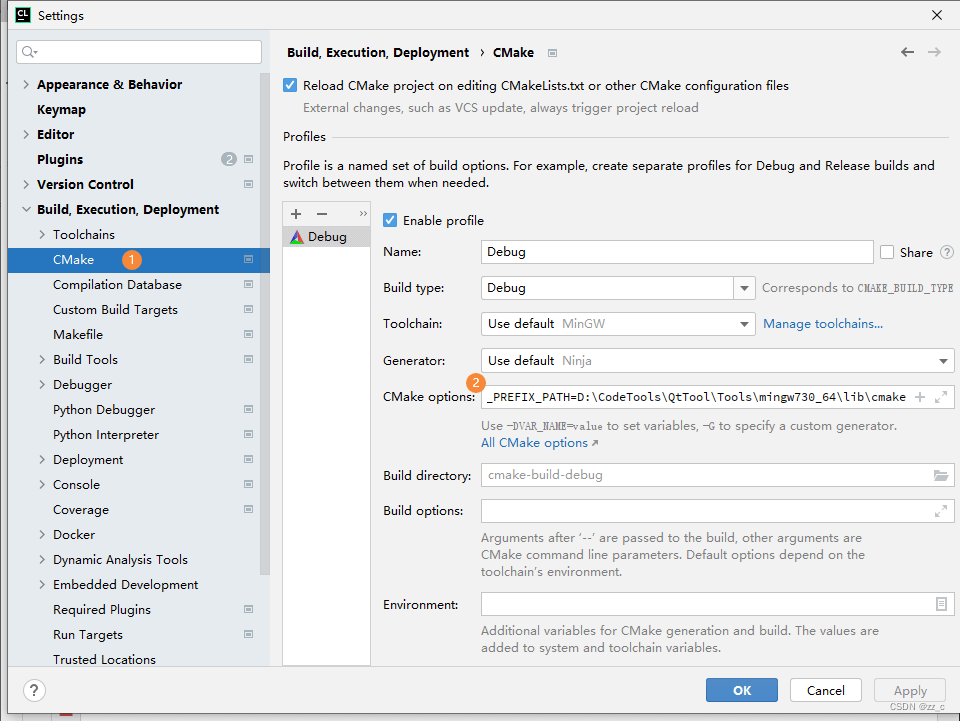 CL
Settings
Build, Execution, Deployment › CMake
Appearance & Behavior
Keymap
Editor
Plugins 2
Version Control
Build, Execution, Deployment
Toolchains
CMake 1
Compilation Database
Custom Build Targets
Makefile
Build Tools
Debugger
Python Debugger
Python Interpreter
Deployment
Console
Coverage
Docker
Dynamic Analysis Tools
Embedded Development
Required Plugins
Run Targets
Trusted Locations
Reload CMake project on editing CMakeLists.txt or other CMake configuration files
External changes, such as VCS update, always trigger project reload
Profiles
Profile is a named set of build options. For example, create separate profiles for Debug and Release builds and
switch between them when needed.
+ − »
Debug
Enable profile
Name: Debug Share ?
Build type: Debug Corresponds to CMAKE_BUILD_TYPE
Toolchain: Use default MinGW Manage toolchains...
Generator: Use default Ninja
2
CMake options: _PREFIX_PATH=D:\CodeTools\QtTool\Tools\mingw730_64\lib\cmake +
Use -DVAR_NAME=value to set variables, -G to specify a custom generator.
All CMake options ↗
Build directory: cmake-build-debug
Build options:
Arguments after '--' are passed to the build, other arguments are
CMake command line parameters. Default options depend on the
toolchain's environment.
Environment:
Additional variables for CMake generation and build. The values are
added to system and toolchain variables.
? OK Cancel Apply
CSDN @zz_c